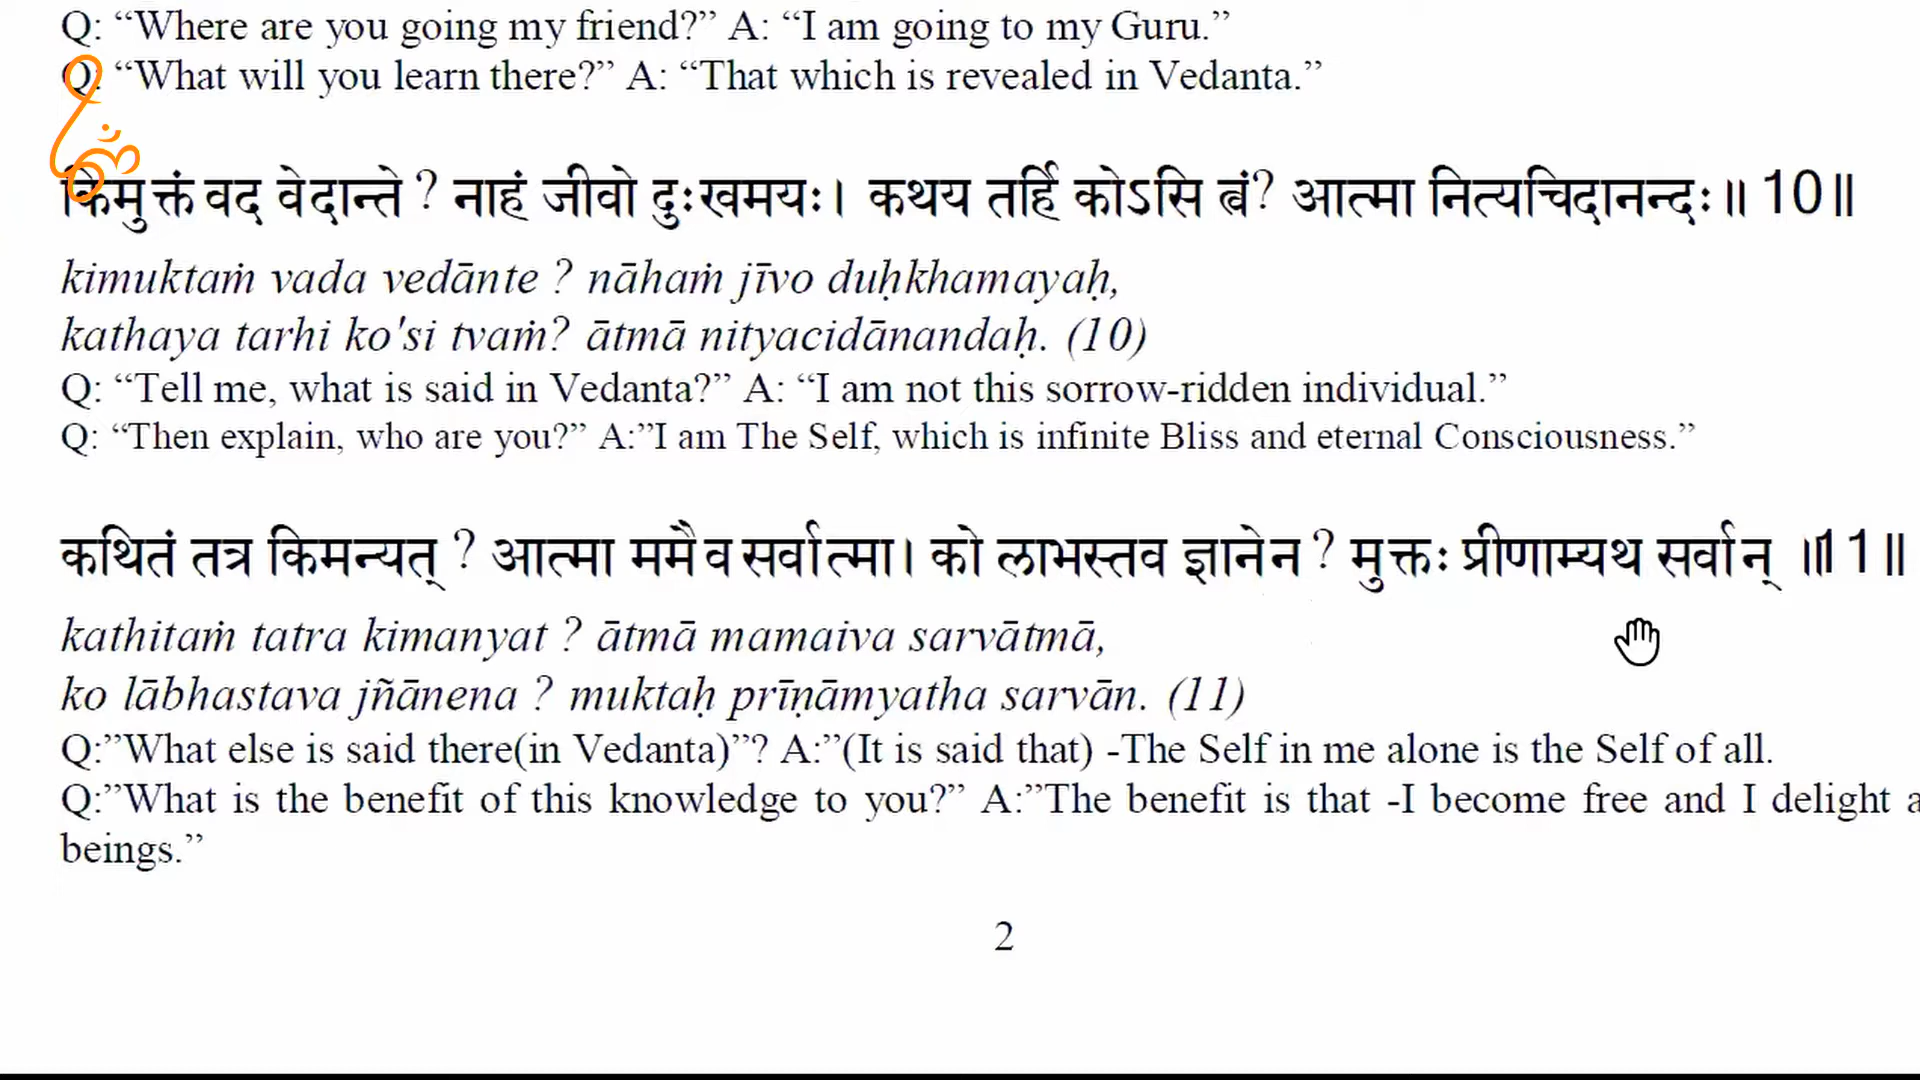 Q: “Where are you going my friend?” A: “I am going to my Guru.”
Q: “What will you learn there?” A: “That which is revealed in Vedanta.”
किमुक्तं वद वेदान्ते ? नाहं जीवो दुःखमयः। कथय तर्हि कोऽसि त्वं? आत्मा नित्यचिदानन्दः॥ 10॥
kimuktaṁ vada vedānte ? nāhaṁ jīvo duḥkhamayaḥ,
kathaya tarhi ko'si tvaṁ? ātmā nityacidānandaḥ. (10)
Q: “Tell me, what is said in Vedanta?” A: “I am not this sorrow-ridden individual.”
Q: “Then explain, who are you?” A:”I am The Self, which is infinite Bliss and eternal Consciousness.”
कथितं तत्र किमन्यत् ? आत्मा ममैव सर्वात्मा। को लाभस्तव ज्ञानेन ? मुक्तः प्रीणाम्यथ सर्वान् ॥11॥
kathitaṁ tatra kimanyat ? ātmā mamaiva sarvātmā,
ko lābhastava jñānena ? muktaḥ prīṇāmyatha sarvān. (11)
Q:”What else is said there(in Vedanta)”? A:”(It is said that) -The Self in me alone is the Self of all.
Q:”What is the benefit of this knowledge to you?” A:”The benefit is that -I become free and I delight
beings.”
2